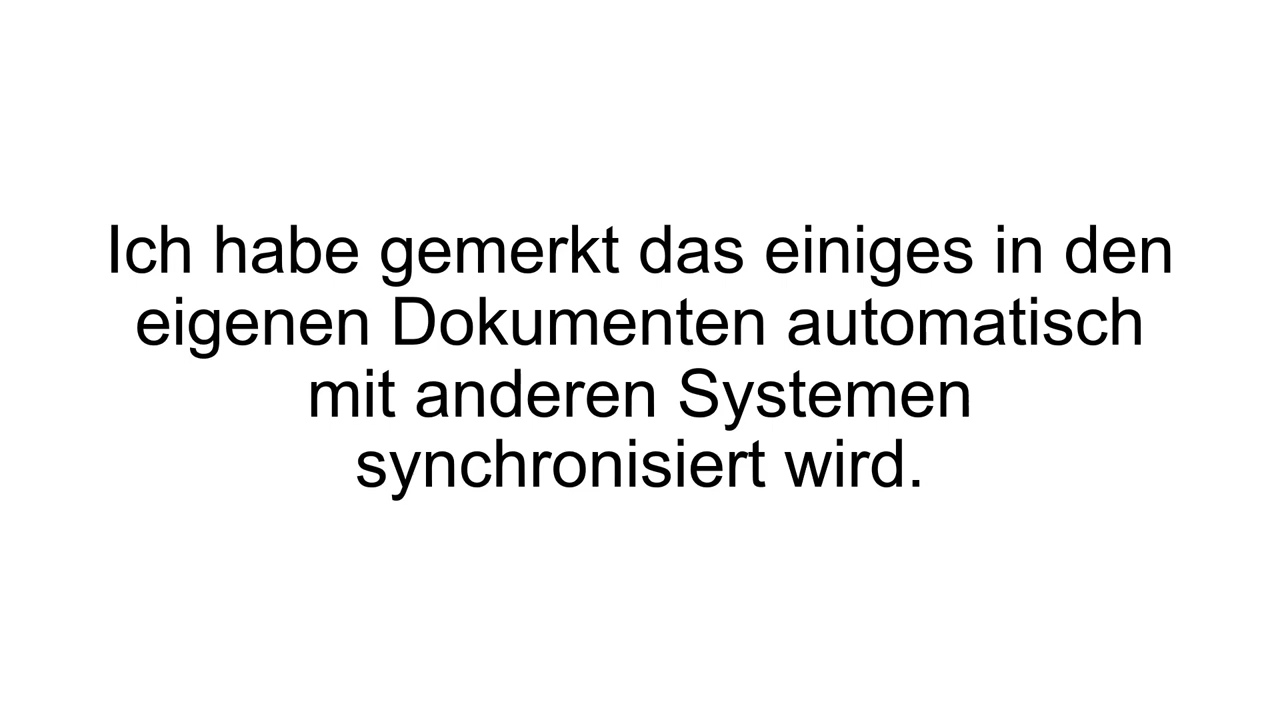 Ich habe gemerkt das einiges in den
eigenen Dokumenten automatisch
mit anderen Systemen
synchronisiert wird.